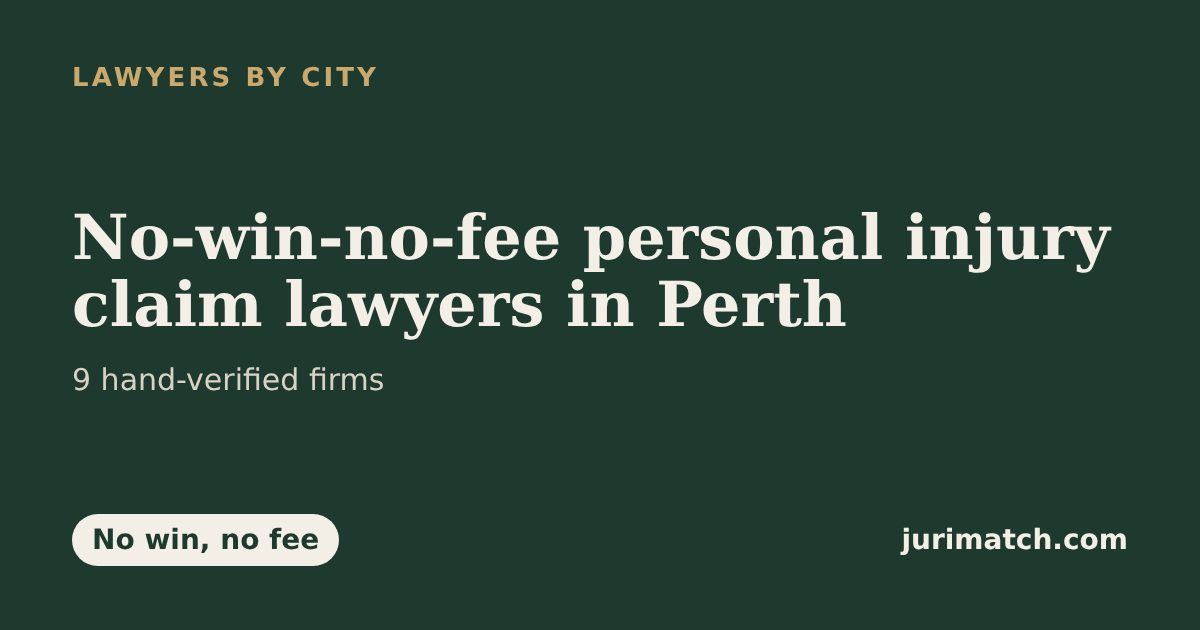 LAWYERS BY CITY
No-win-no-fee personal injury
claim lawyers in Perth
9 hand-verified firms
No win, no fee
jurimatch.com